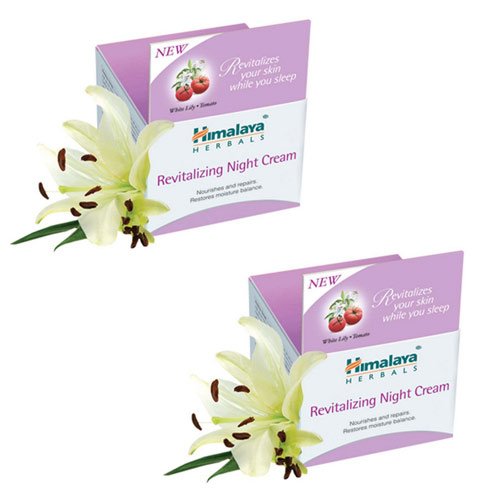 NEW
Revitalizes
your skin
while you sleep
White Lily • Tomato
Himalaya®
HERBALS
Revitalizing Night Cream
Nourishes and repairs.
Restores moisture balance.
NEW
Revitalizes
your skin
while you sleep
White Lily • Tomato
Himalaya®
HERBALS
Revitalizing Night Cream
Nourishes and repairs.
Restores moisture balance.